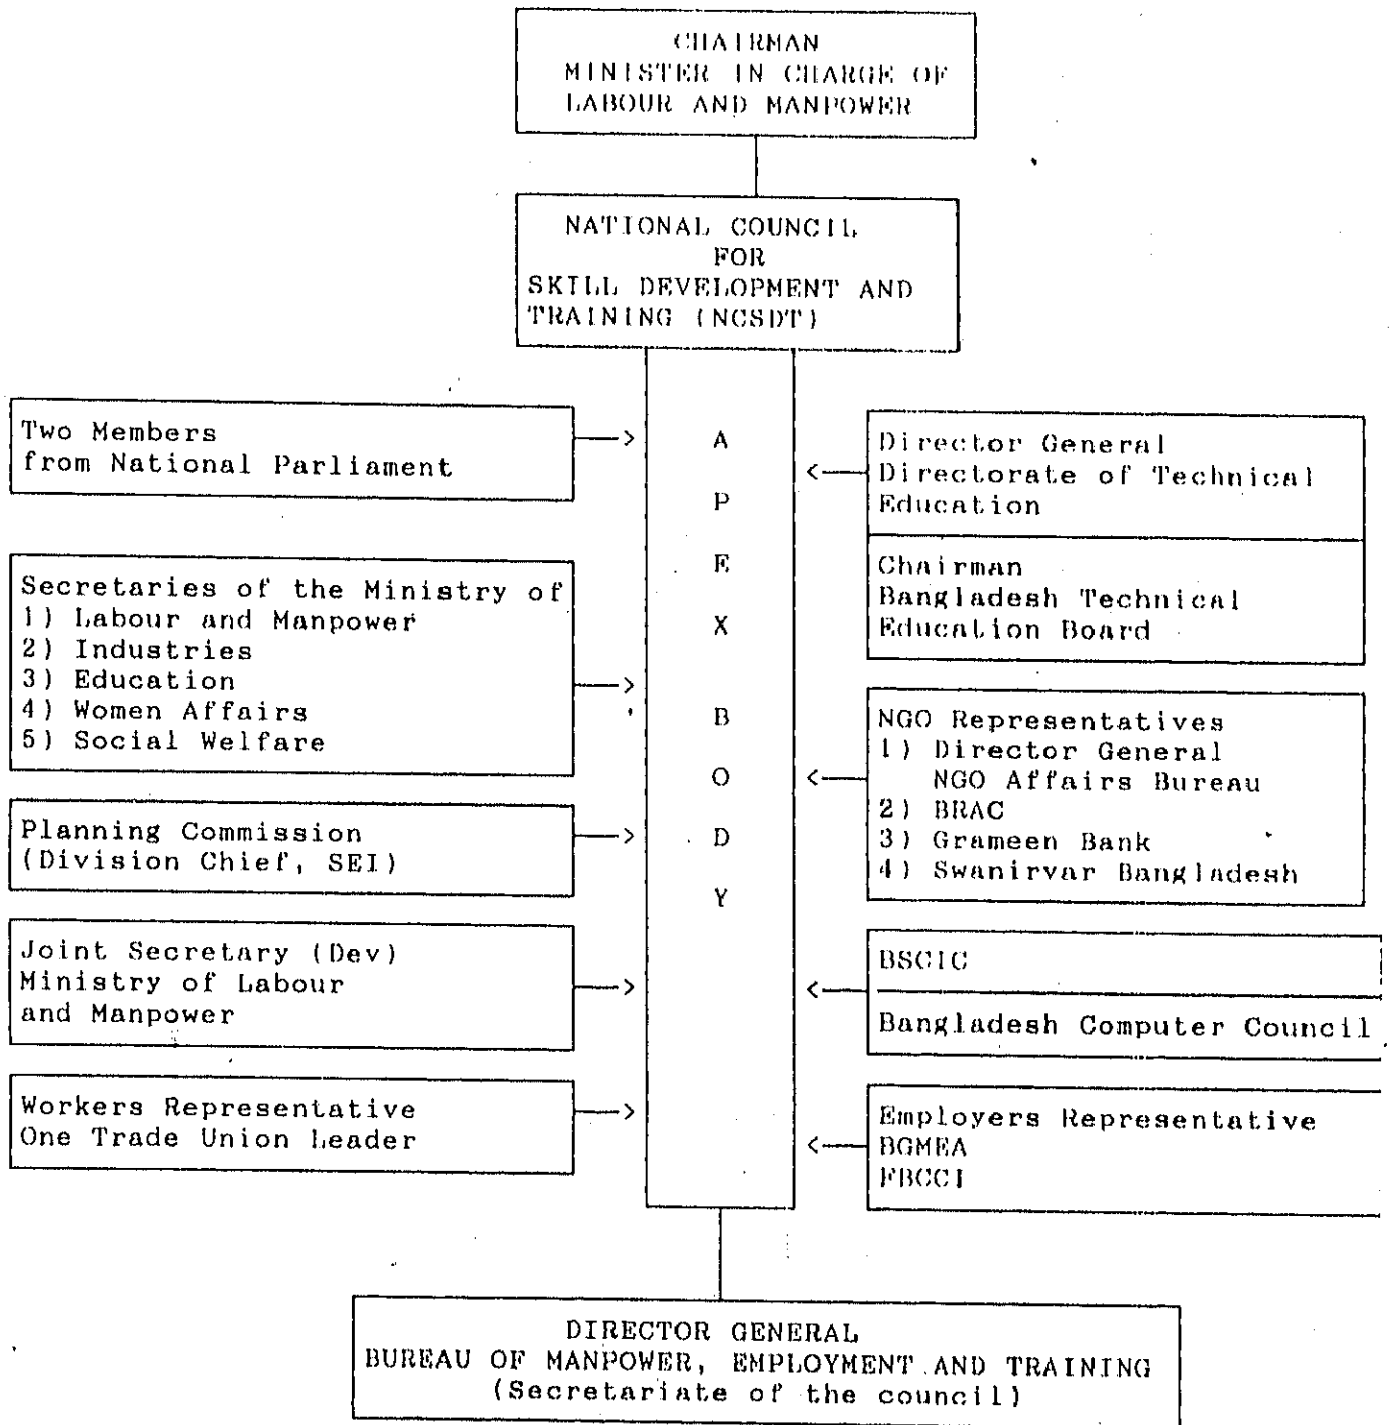 CHAIRMAN
MINISTER IN CHARGE OF
LABOUR AND MANPOWER
NATIONAL COUNCIL
FOR
SKILL DEVELOPMENT AND
TRAINING (NCSDT)
A
P
E
X
B
O
D
Y
Two Members
from National Parliament
Secretaries of the Ministry of
1) Labour and Manpower
2) Industries
3) Education
4) Women Affairs
5) Social Welfare
Planning Commission
(Division Chief, SEI)
Joint Secretary (Dev)
Ministry of Labour
and Manpower
Workers Representative
One Trade Union Leader
Director General
Directorate of Technical
Education
Chairman
Bangladesh Technical
Education Board
NGO Representatives
1) Director General
NGO Affairs Bureau
2) BRAC
3) Grameen Bank
4) Swanirvar Bangladesh
BSCIC
Bangladesh Computer Council
Employers Representative
BGMEA
FBCCI
DIRECTOR GENERAL
BUREAU OF MANPOWER, EMPLOYMENT AND TRAINING
(Secretariate of the council)